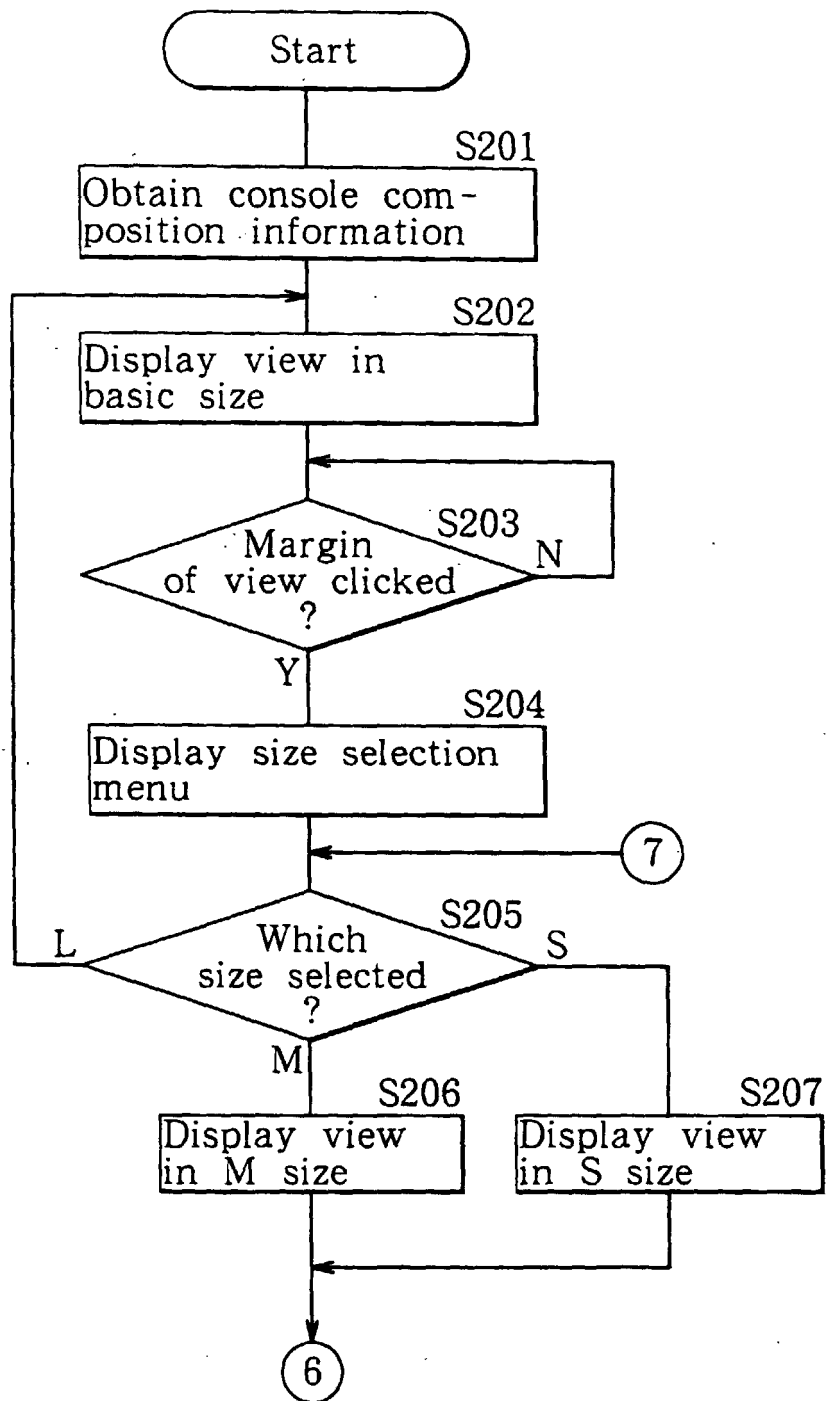 Start
S201
Obtain console com-
position information
S202
Display view in
basic size
S203
Margin
of view clicked
?
N
Y
S204
Display size selection
menu
7
S205
L
Which
size selected
?
S
M
S206
Display view
in M size
S207
Display view
in S size
6